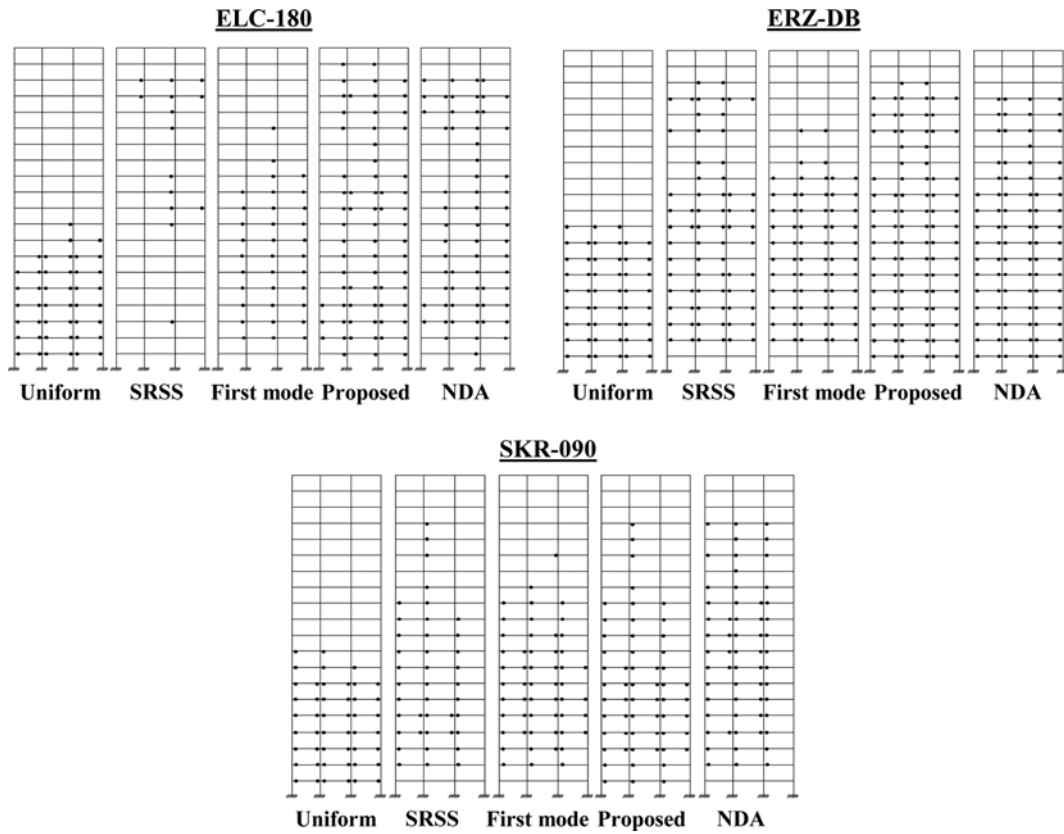 ELC-180
ERZ-DB
Uniform SRSS First mode Proposed NDA
Uniform SRSS First mode Proposed NDA
SKR-090
Uniform SRSS First mode Proposed NDA